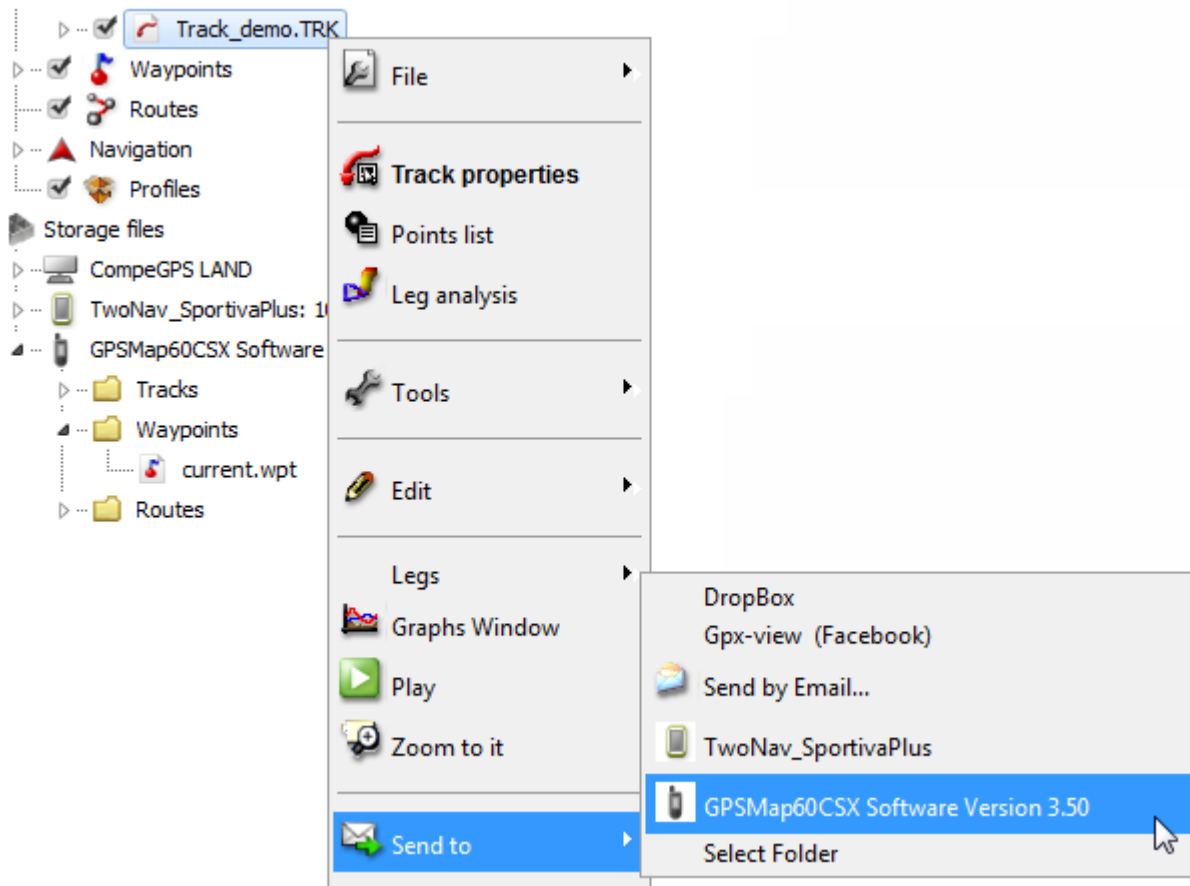 Track_demo.TRK
Waypoints
Routes
Navigation
Profiles
Storage files
CompeGPS LAND
TwoNav_SportivaPlus:
GPSMap60CSX Software
Tracks
Waypoints
current.wpt
Routes
File
Track properties
Points list
Leg analysis
Tools
Edit
Legs
Graphs Window
Play
Zoom to it
Send to
DropBox
Gpx-view (Facebook)
Send by Email...
TwoNav_SportivaPlus
GPSMap60CSX Software Version 3.50
Select Folder